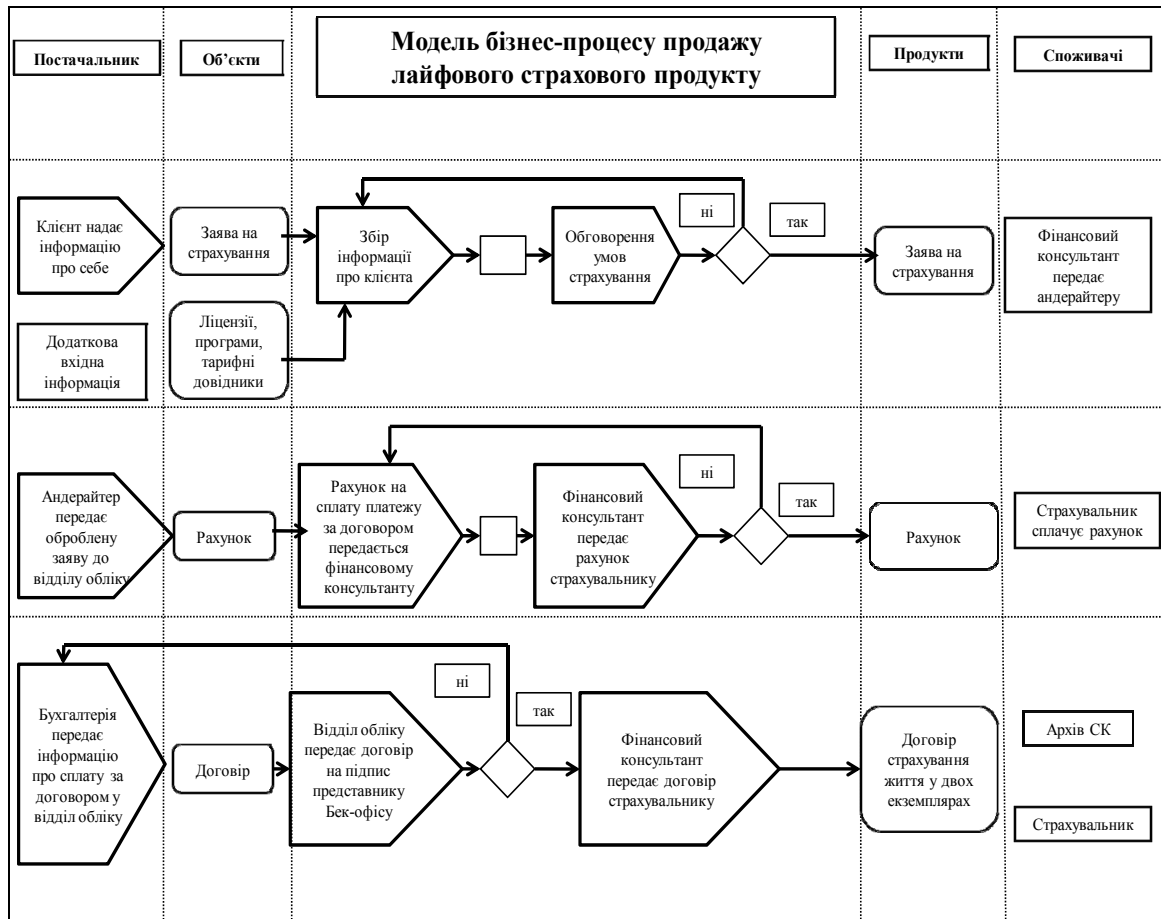 Постачальник
Об’єкти
Модель бізнес-процесу продажу
лайфового страхового продукту
Продукти
Споживачі
Клієнт надає
інформацію
про себе
Заява на
страхування
Збір
інформації
про клієнта
Обговорення
умов
страхування
ні
так
Заява на
страхування
Фінансовий
консультант
передає
андерайтеру
Додаткова
вхідна
інформація
Ліцензії,
програми,
тарифні
довідники
Андерайтер
передає
оброблену
заяву до
відділу обліку
Рахунок
Рахунок на
сплату платежу
за договором
передається
фінансовому
консультанту
Фінансовий
консультант
передає
рахунок
страхувальнику
ні
так
Рахунок
Страхувальник
сплачує рахунок
Бухгалтерія
передає
інформацію
про сплату за
договором у
відділ обліку
Договір
Відділ обліку
передає договір
на підпис
представнику
Бек-офісу
ні
так
Фінансовий
консультант
передає договір
страхувальнику
Договір
страхування
життя у двох
екземплярах
Архів СК
Страхувальник